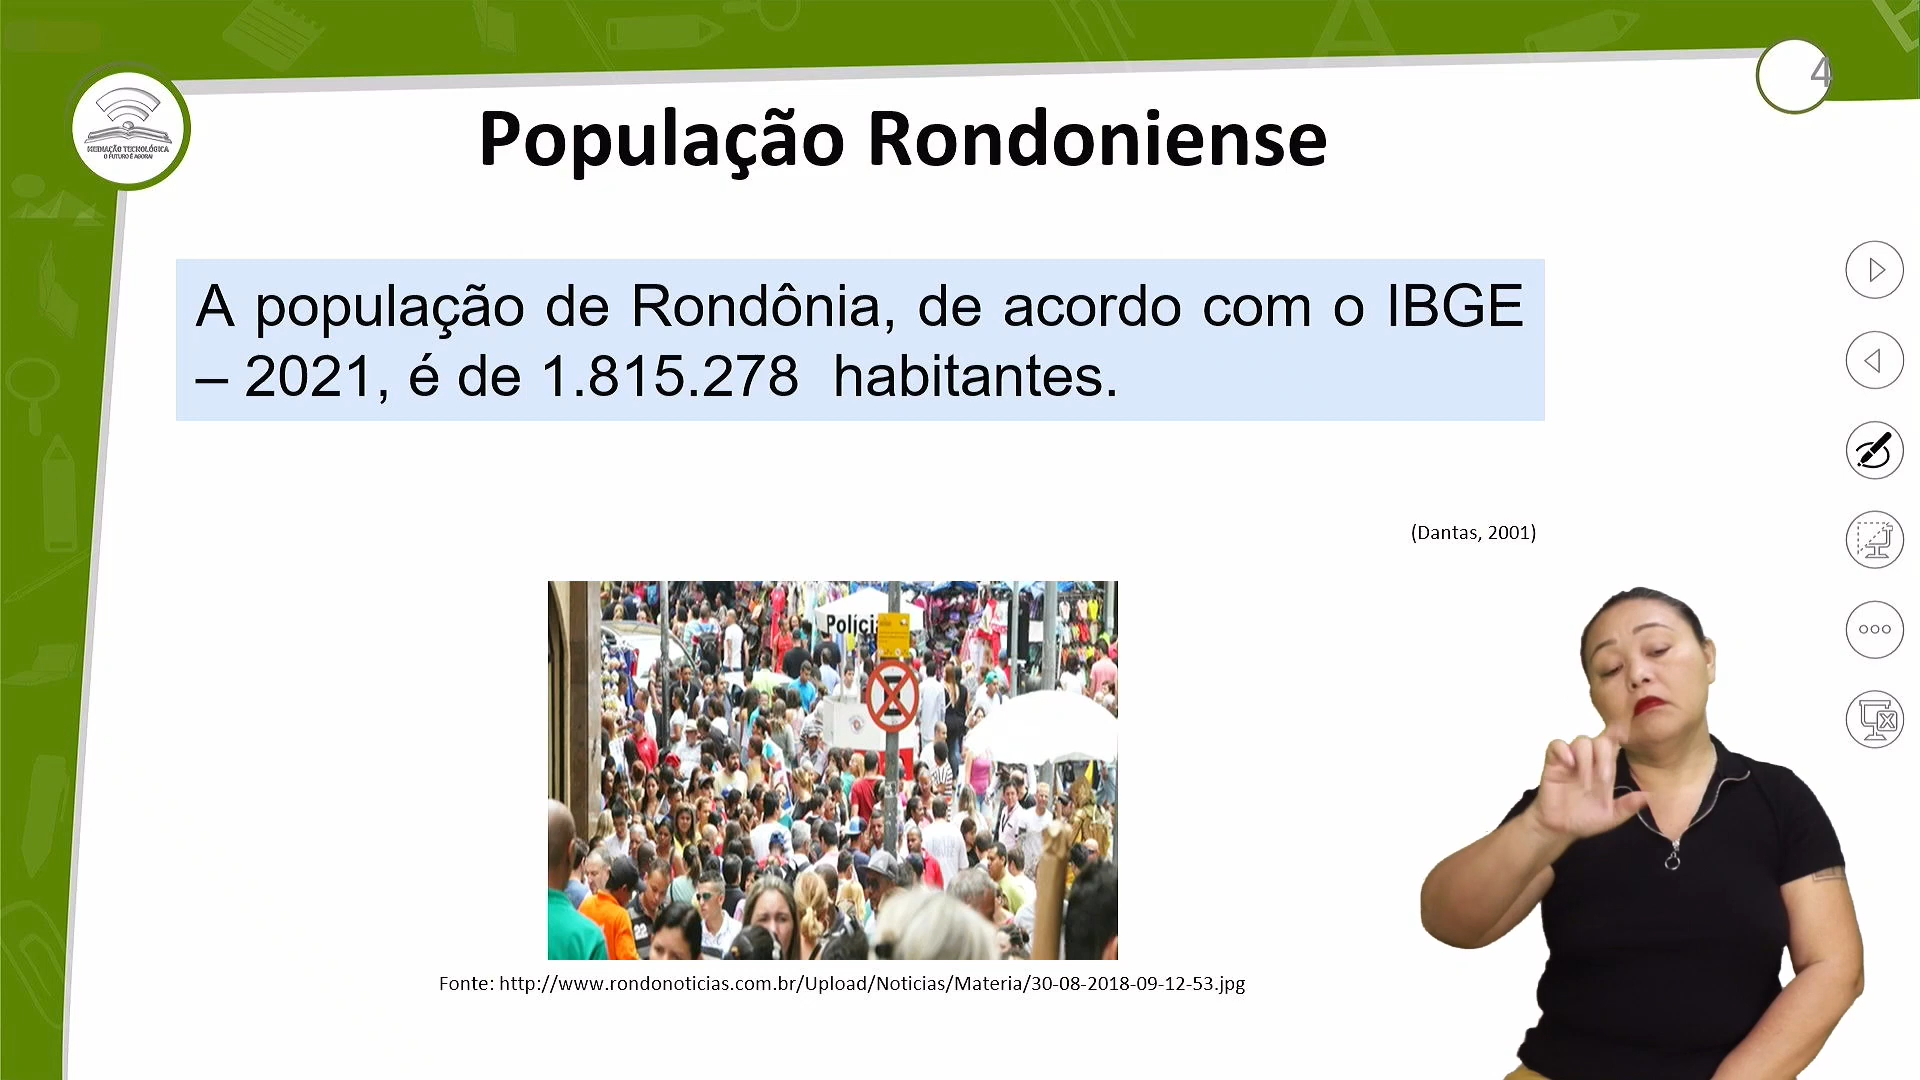 4
MEDIAÇÃO TECNOLÓGICA
O FUTURO É AGORA!
População Rondoniense
A população de Rondônia, de acordo com o IBGE
– 2021, é de 1.815.278 habitantes.
(Dantas, 2001)
Polícia
22
Fonte: http://www.rondonoticias.com.br/Upload/Noticias/Materia/30-08-2018-09-12-53.jpg